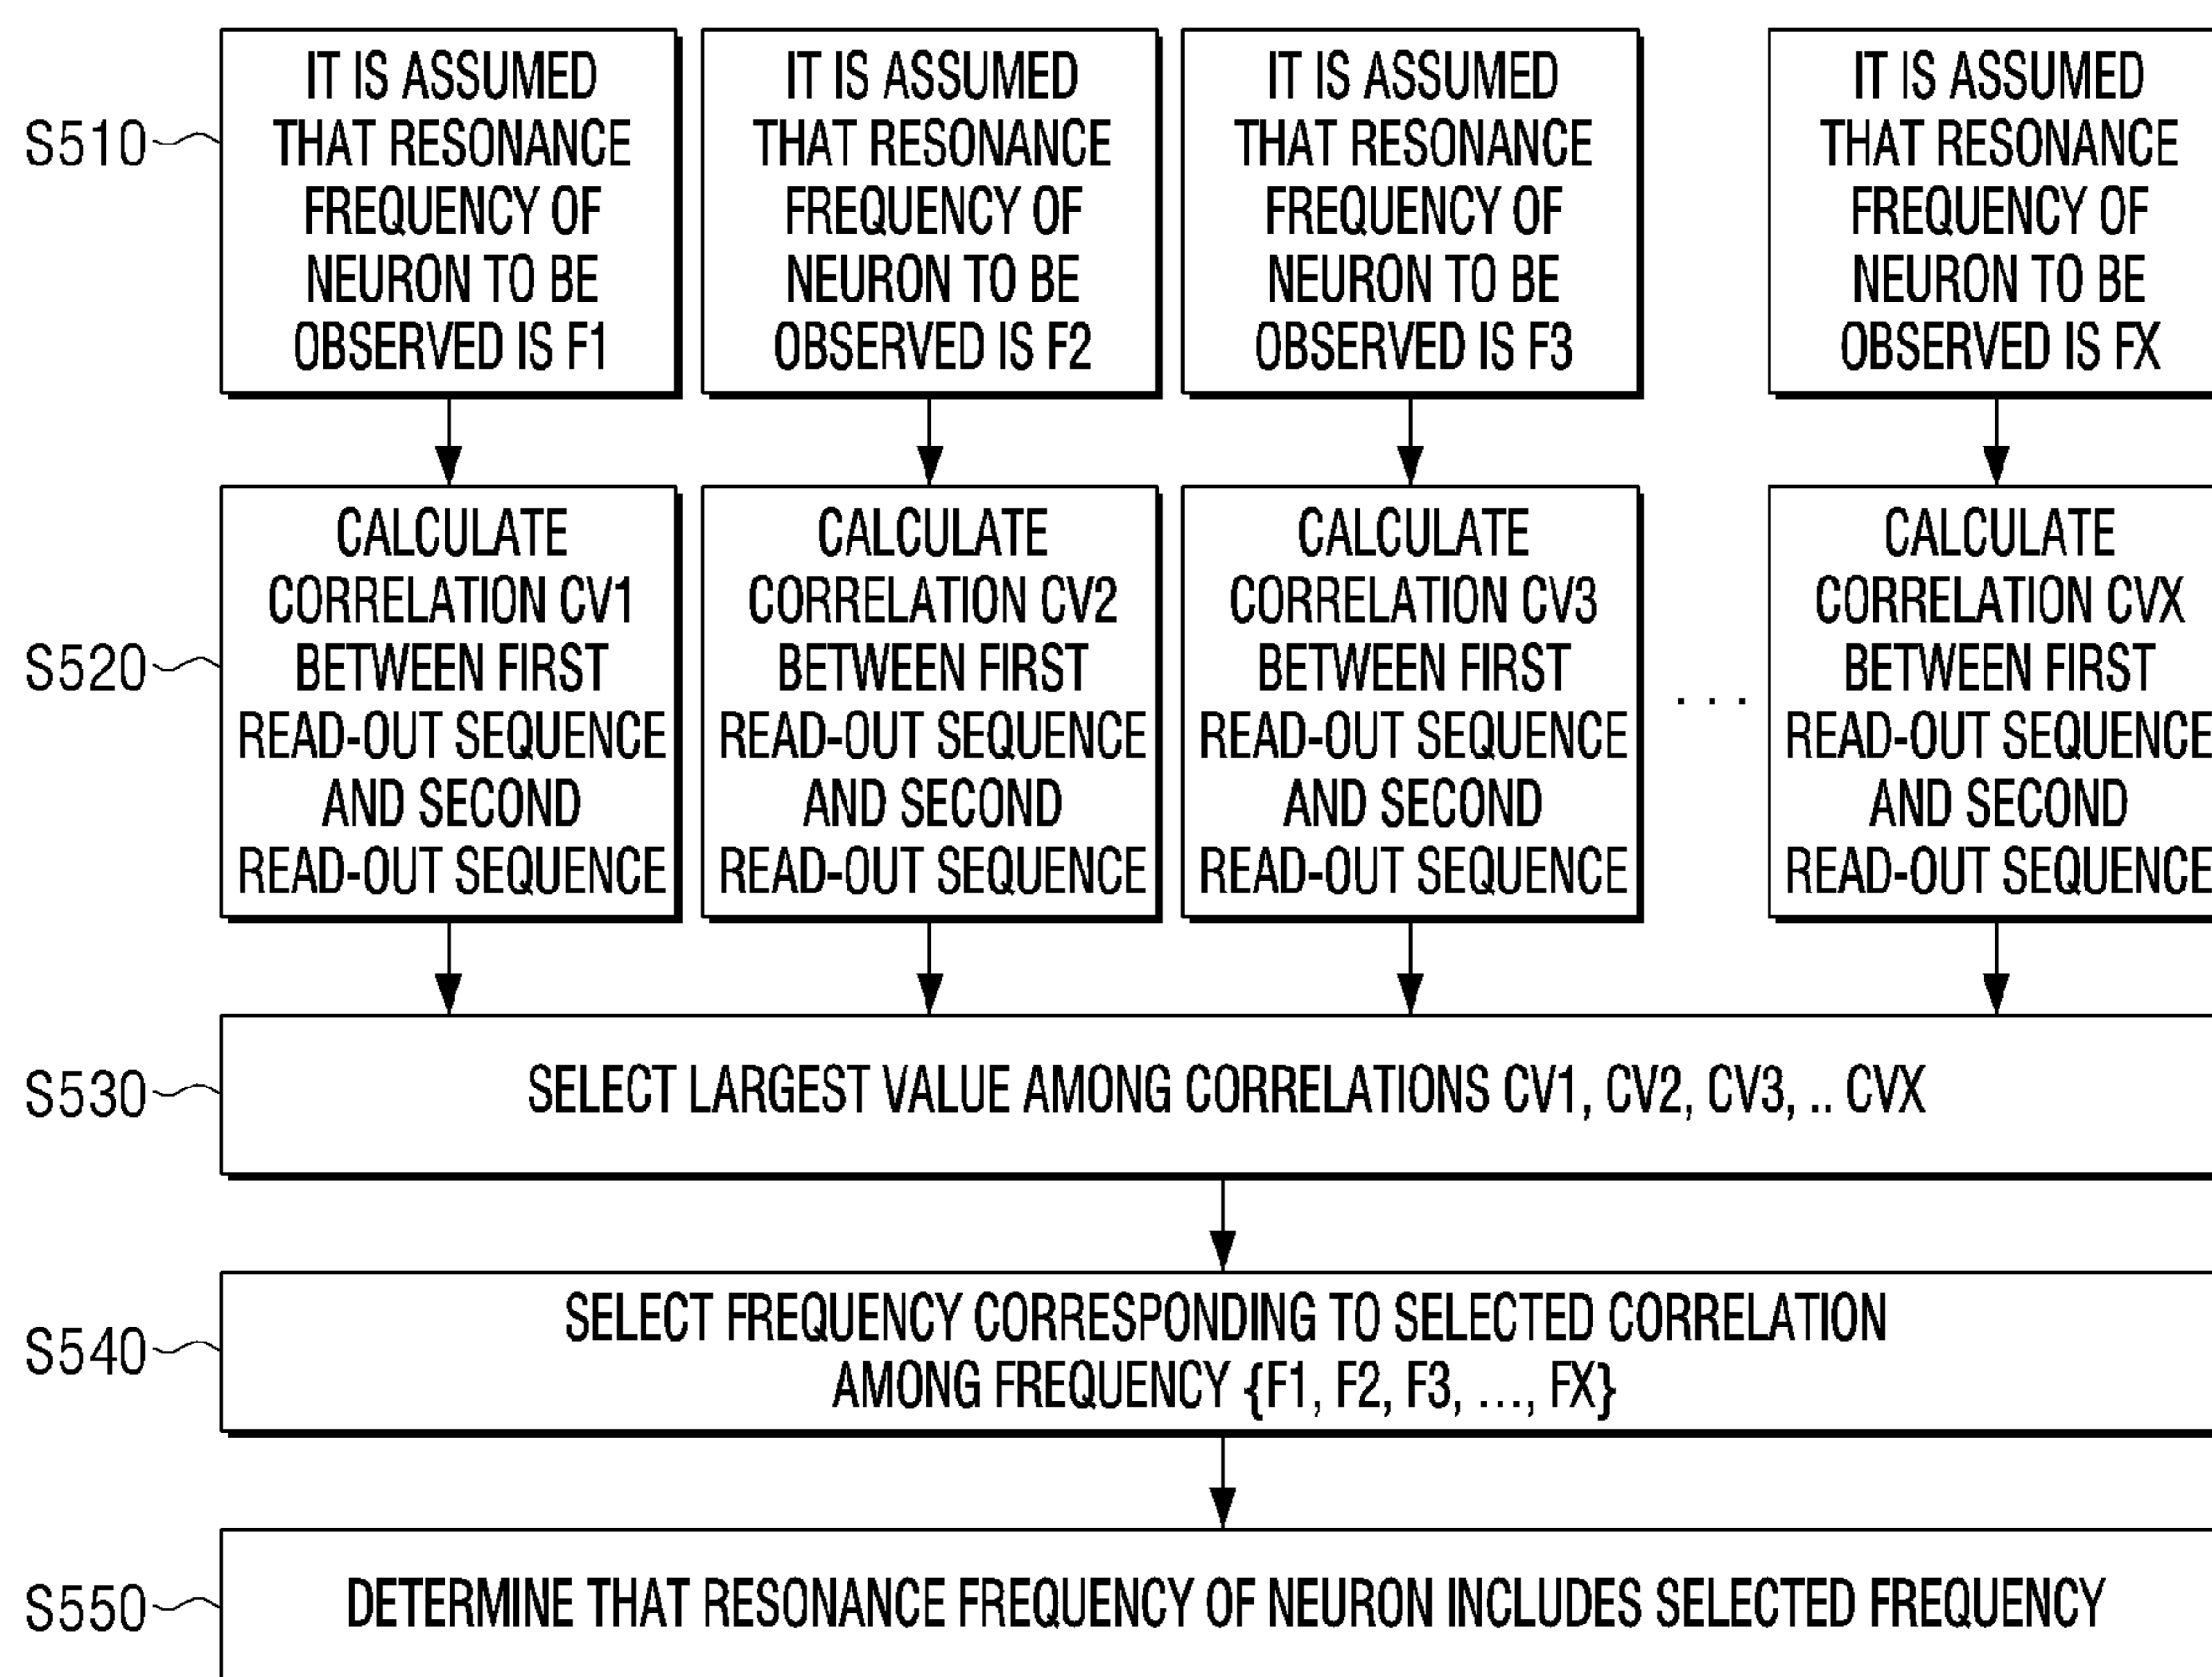 S510
IT IS ASSUMED
THAT RESONANCE
FREQUENCY OF
NEURON TO BE
OBSERVED IS F1
IT IS ASSUMED
THAT RESONANCE
FREQUENCY OF
NEURON TO BE
OBSERVED IS F2
IT IS ASSUMED
THAT RESONANCE
FREQUENCY OF
NEURON TO BE
OBSERVED IS F3
IT IS ASSUMED
THAT RESONANCE
FREQUENCY OF
NEURON TO BE
OBSERVED IS FX
S520
CALCULATE
CORRELATION CV1
BETWEEN FIRST
READ-OUT SEQUENCE
AND SECOND
READ-OUT SEQUENCE
CALCULATE
CORRELATION CV2
BETWEEN FIRST
READ-OUT SEQUENCE
AND SECOND
READ-OUT SEQUENCE
CALCULATE
CORRELATION CV3
BETWEEN FIRST
READ-OUT SEQUENCE
AND SECOND
READ-OUT SEQUENCE
. . .
CALCULATE
CORRELATION CVX
BETWEEN FIRST
READ-OUT SEQUENCE
AND SECOND
READ-OUT SEQUENCE
S530
SELECT LARGEST VALUE AMONG CORRELATIONS CV1, CV2, CV3, .. CVX
S540
SELECT FREQUENCY CORRESPONDING TO SELECTED CORRELATION
AMONG FREQUENCY {F1, F2, F3, ..., FX}
S550
DETERMINE THAT RESONANCE FREQUENCY OF NEURON INCLUDES SELECTED FREQUENCY